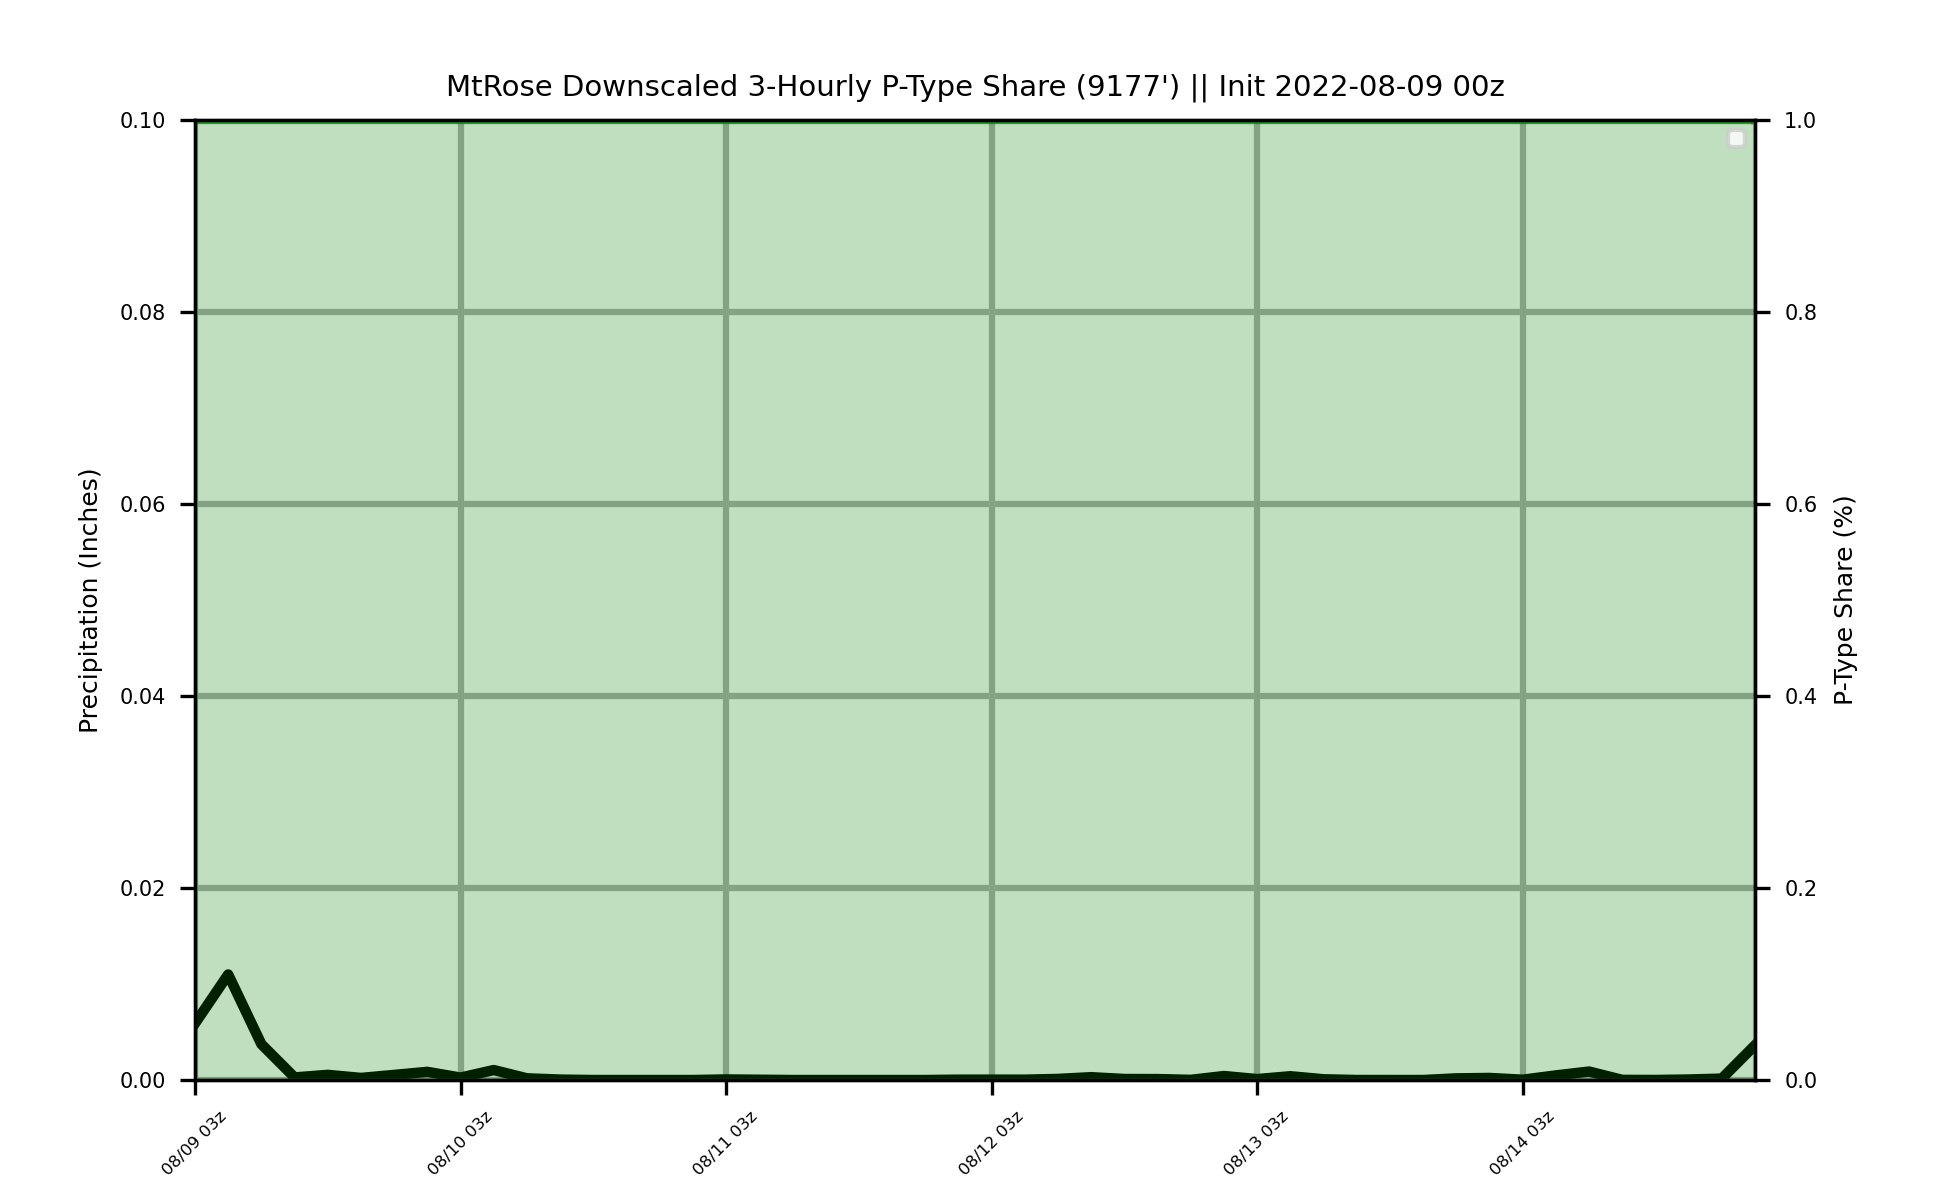 MtRose Downscaled 3-Hourly P-Type Share (9177') || Init 2022-08-09 00z
Precipitation (Inches)
0.10
0.08
0.06
0.04
0.02
0.00
1.0
0.8
0.6
0.4
0.2
0.0
P-Type Share (%)
08/09 03z
08/10 03z
08/11 03z
08/12 03z
08/13 03z
08/14 03z